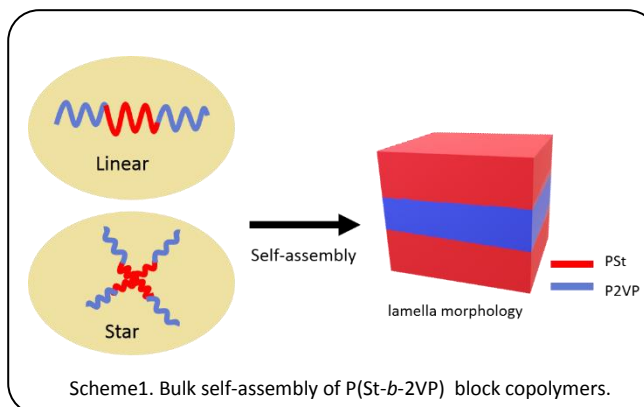 Linear
Star
Self-assembly
PSt
P2VP
lamella morphology
Scheme1. Bulk self-assembly of P(St-b-2VP) block copolymers.